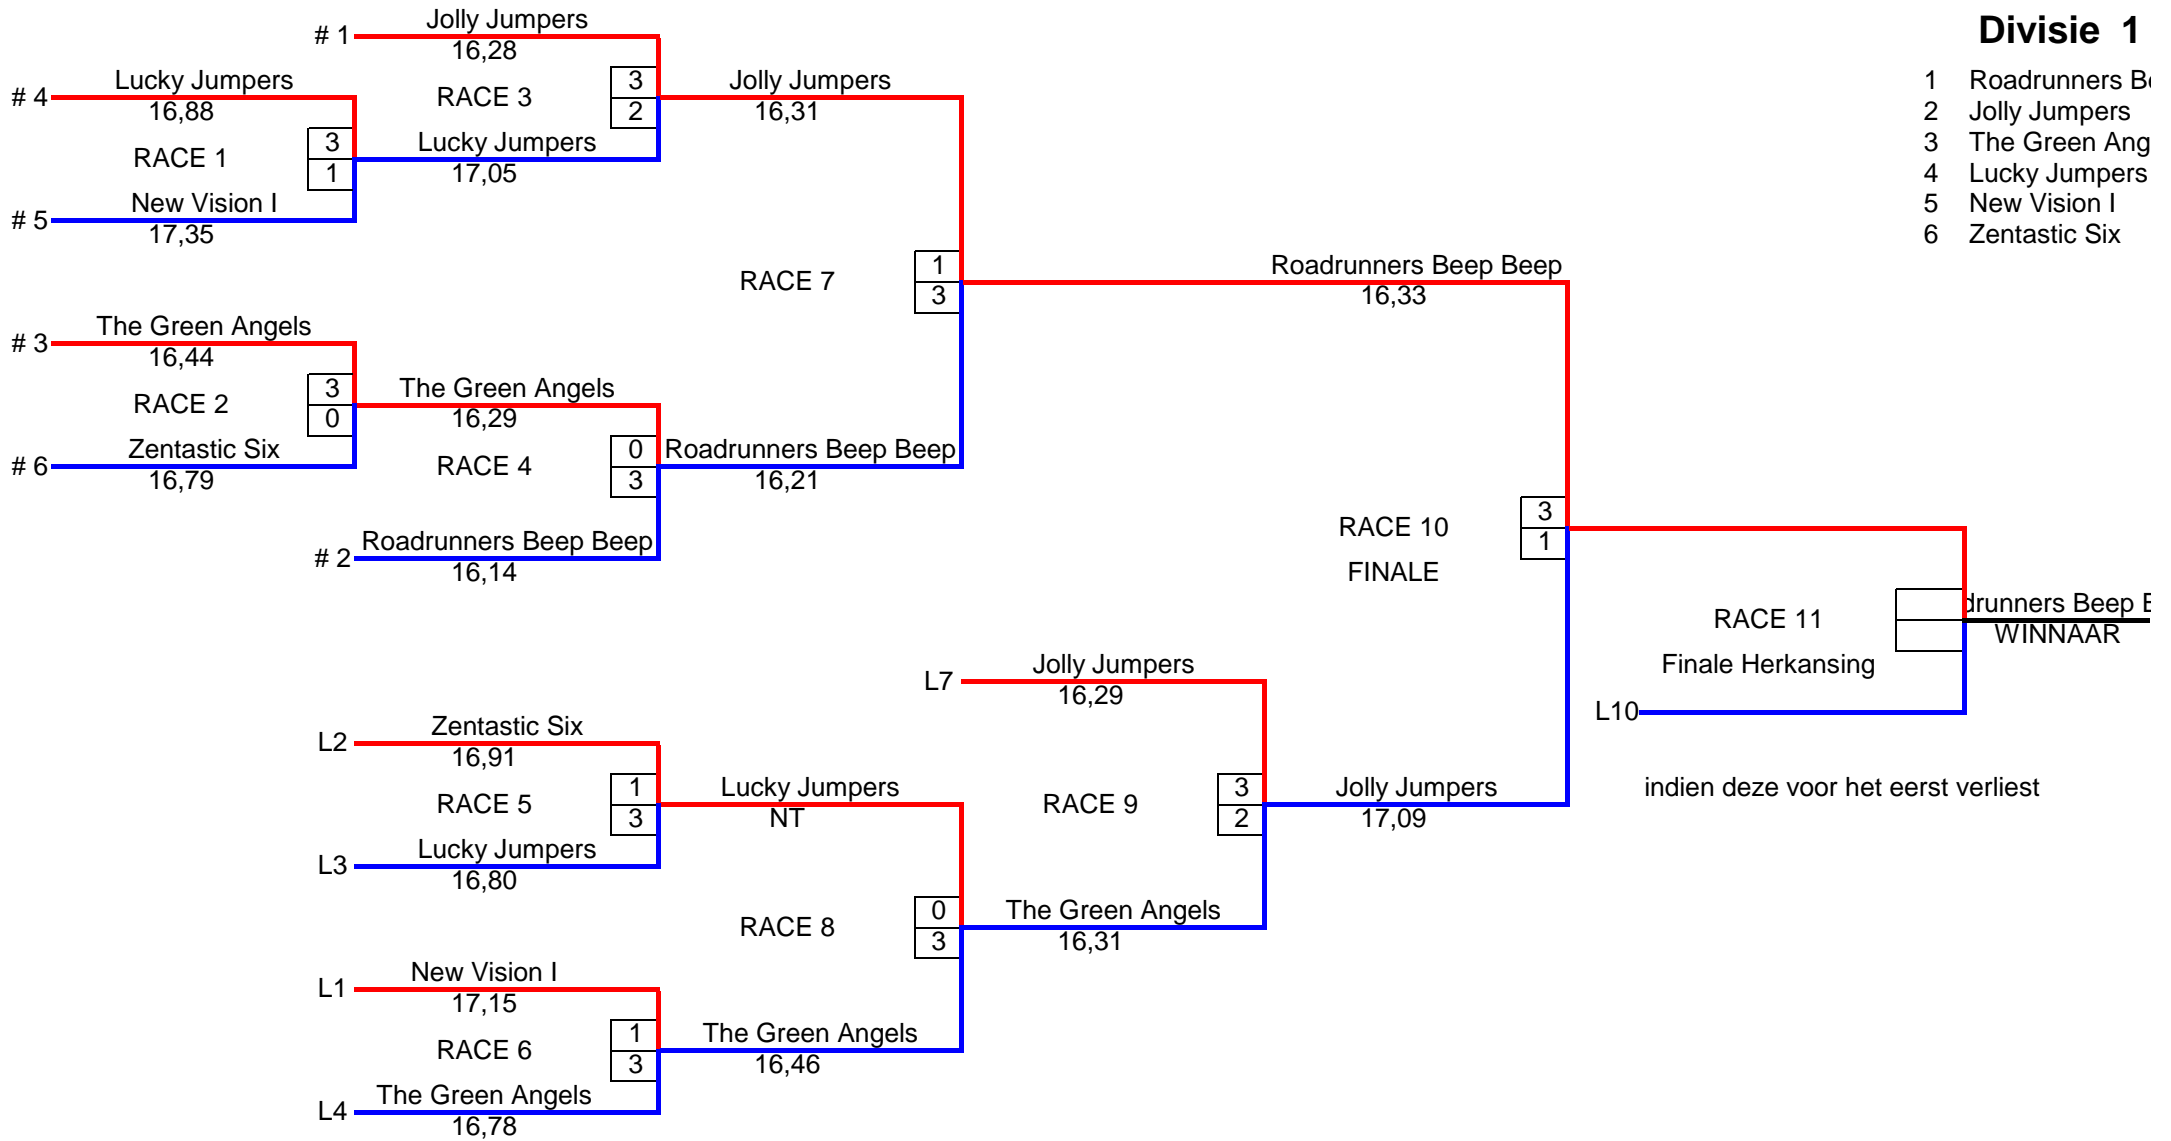 Divisie 1
1 Roadrunners
2 Jolly Jumpers
3 The Green
4 Lucky Jumpers
5 New Vision I
6 Zentastic Six
# 1
Jolly Jumpers
16,28
RACE 3
3
2
Lucky Jumpers
17,05
# 4
Lucky Jumpers
16,88
RACE 1
3
1
New Vision I
# 5
17,35
Jolly Jumpers
16,31
RACE 7
1
3
# 3
The Green Angels
16,44
RACE 2
3
0
Zentastic Six
# 6
16,79
The Green Angels
16,29
RACE 4
0
3
Roadrunners Beep Beep
16,21
# 2
Roadrunners Beep Beep
16,14
Roadrunners Beep Beep
16,33
RACE 10
FINALE
3
1
RACE 11
Finale Herkansing
Beep
WINNAAR
L10
indien deze voor het eerst verliest
L7
Jolly Jumpers
16,29
RACE 9
3
2
Jolly Jumpers
17,09
L2
Zentastic Six
16,91
RACE 5
1
3
L3
Lucky Jumpers
16,80
Lucky Jumpers
NT
RACE 8
0
3
The Green Angels
16,31
L1
New Vision I
17,15
RACE 6
1
3
L4
The Green Angels
16,78
The Green Angels
16,46